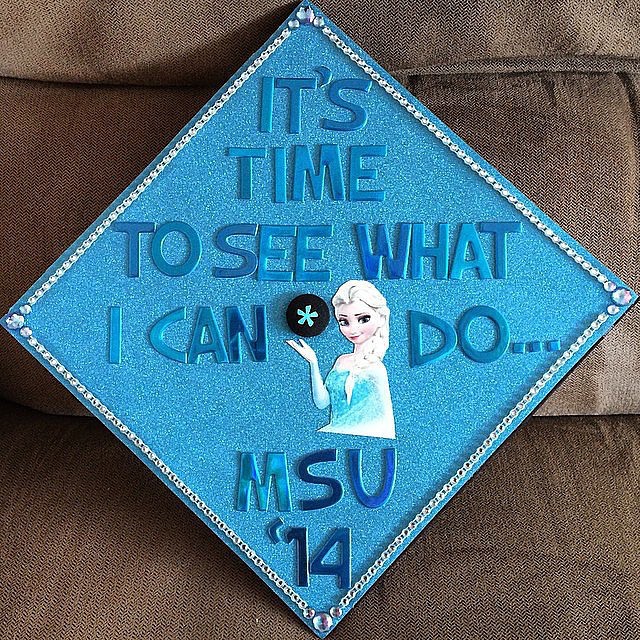 IT'S
TIME
TO SEE WHAT
I CAN DO...
MSU
'14